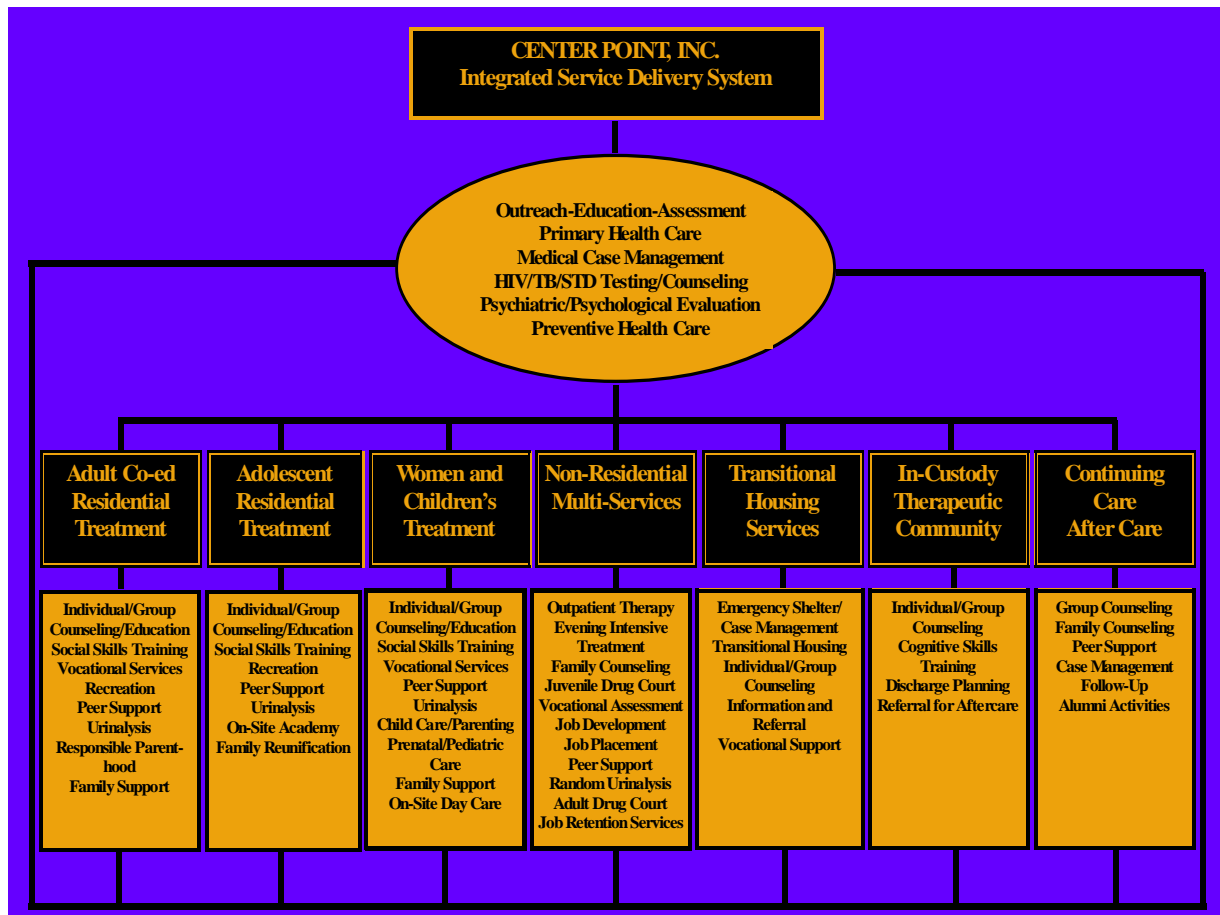 CENTER POINT, INC.
Integrated Service Delivery System
Outreach-Education-Assessment
Primary Health Care
Medical Case Management
HIV/TB/STD Testing/Counseling
Psychiatric/Psychological Evaluation
Preventive Health Care
Adult Co-ed
Residential
Treatment
Adolescent
Residential
Treatment
Women and
Children's
Treatment
Non-Residential
Multi-Services
Transitional
Housing
Services
In-Custody
Therapeutic
Community
Continuing
Care
After Care
Individual/Group
Counseling/Education
Social Skills Training
Vocational Services
Recreation
Peer Support
Urinalysis
Responsible Parent-
hood
Family Support
Individual/Group
Counseling/Education
Social Skills Training
Recreation
Peer Support
Urinalysis
On-Site Academy
Family Reunification
Individual/Group
Counseling/Education
Social Skills Training
Vocational Services
Peer Support
Urinalysis
Child Care/Parenting
Prenatal/Pediatric
Care
Family Support
On-Site Day Care
Outpatient Therapy
Evening Intensive
Treatment
Family Counseling
Juvenile Drug Court
Vocational Assessment
Job Development
Job Placement
Peer Support
Random Urinalysis
Adult Drug Court
Job Retention Services
Emergency Shelter/
Case Management
Transitional Housing
Individual/Group
Counseling
Information and
Referral
Vocational Support
Individual/Group
Counseling
Cognitive Skills
Training
Discharge Planning
Referral for Aftercare
Group Counseling
Family Counseling
Peer Support
Case Management
Follow-Up
Alumni Activities